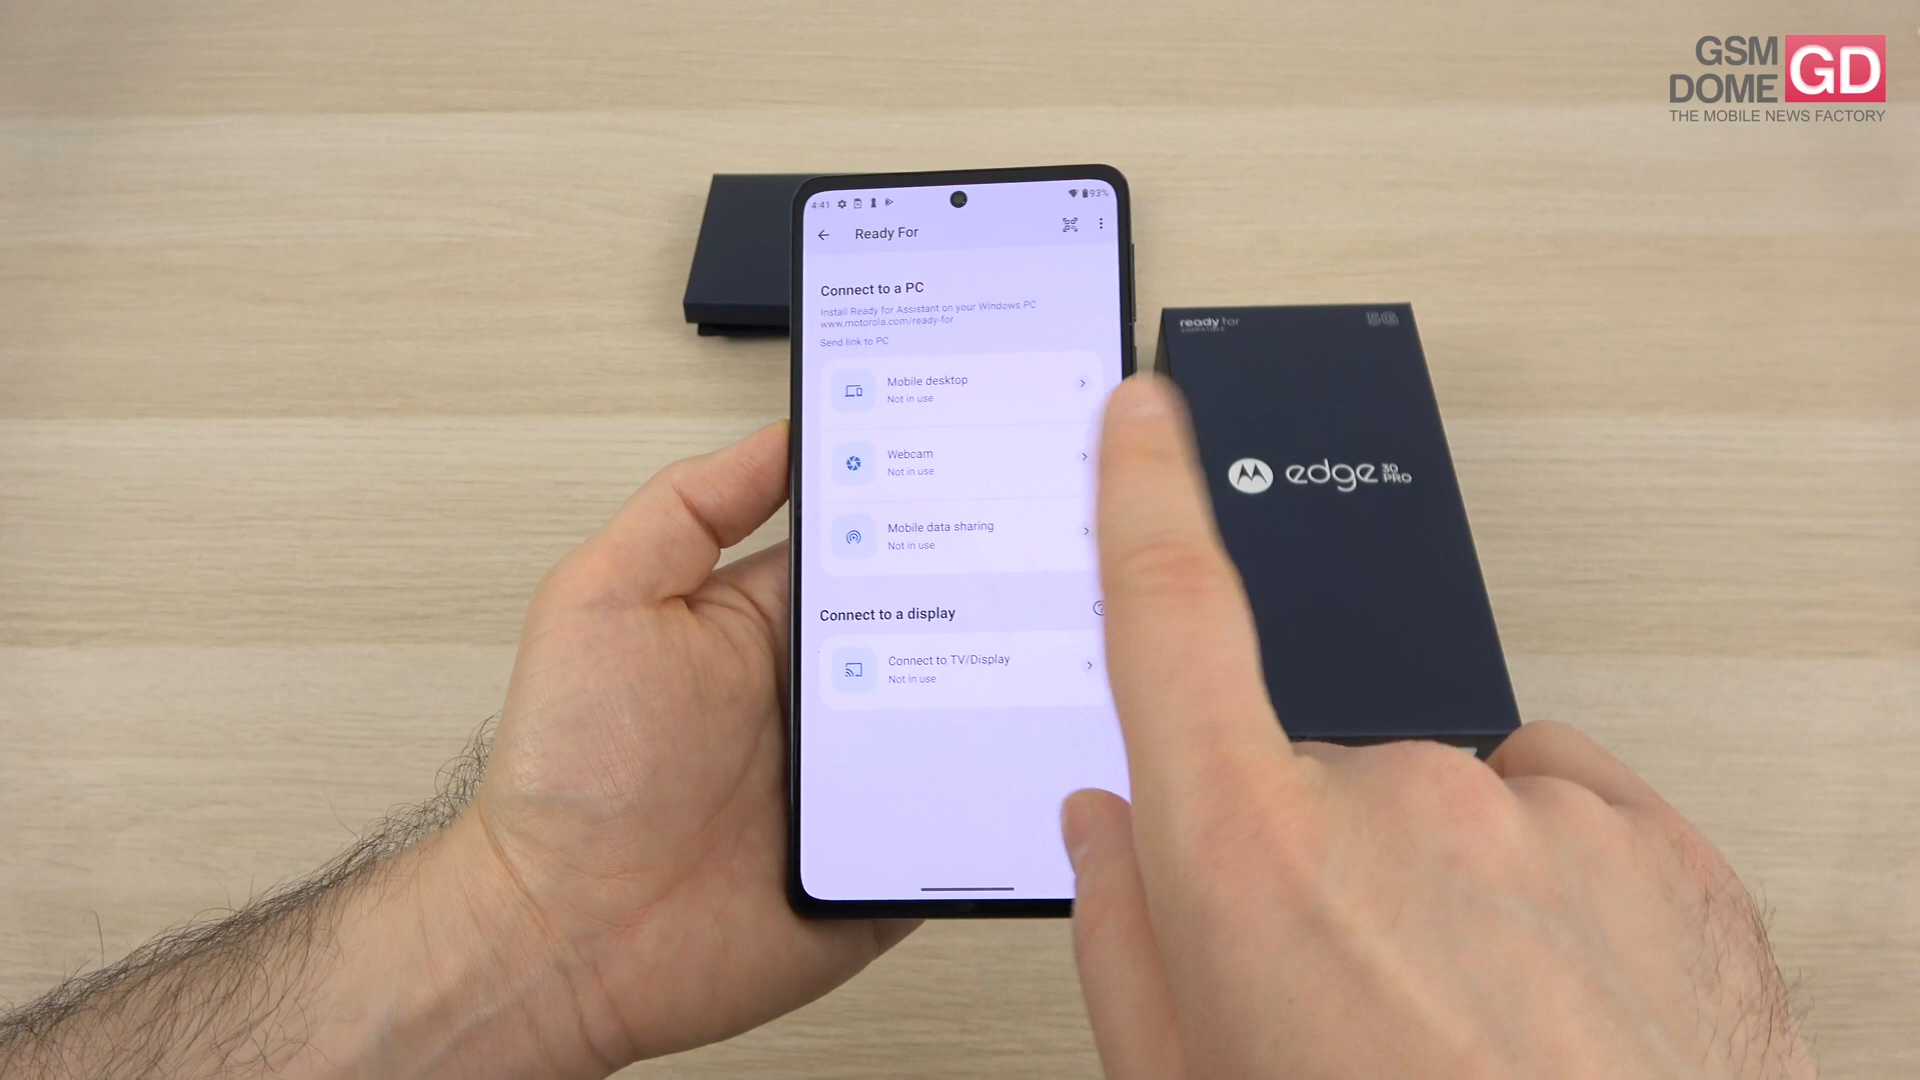 GSM
DOME
GD
THE MOBILE NEWS FACTORY
4:41
93%
Ready For
Connect to a PC
Install Ready for Assistant on your Windows PC
www.motorola.com/ready-for
Send link to PC
Mobile desktop
Not in use
Webcam
Not in use
Mobile data sharing
Not in use
Connect to a display
Connect to TV/Display
Not in use
ready for
5G
edge 30
PRO